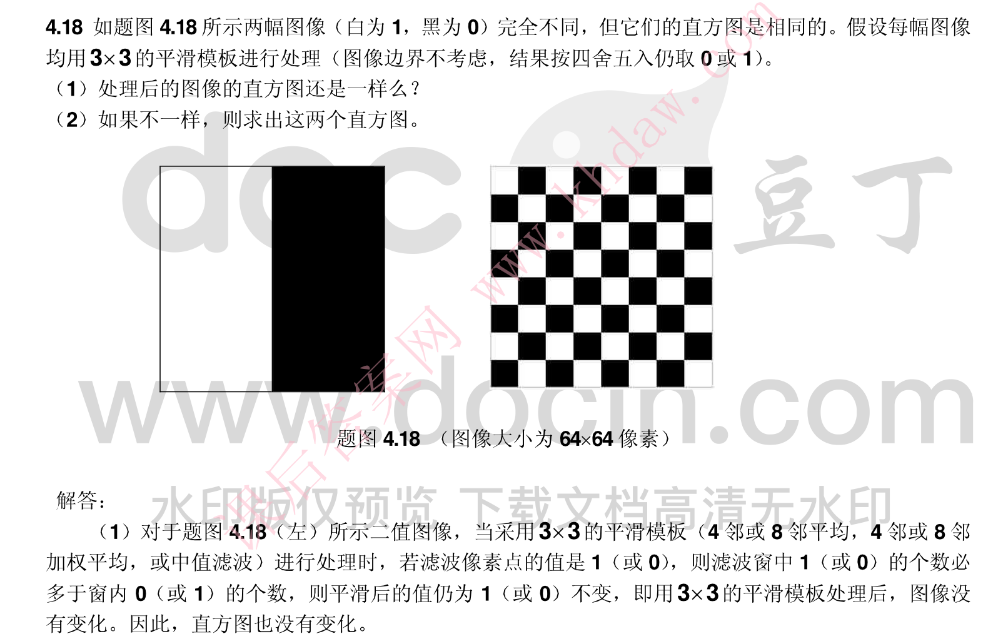 4.18 如题图 4.18 所示两幅图像（白为 1，黑为 0）完全不同，但它们的直方图是相同的。假设每幅图像
均用 3×3 的平滑模板进行处理（图像边界不考虑，结果按四舍五入仍取 0 或 1）。
（1）处理后的图像的直方图还是一样么？
（2）如果不一样，则求出这两个直方图。
doc 豆丁
www.docin.com
课后答案网 www.khdaw.com
题图 4.18 （图像大小为 64×64 像素）
水印版仅预览 下载文档高清无水印
解答：
（1）对于题图 4.18（左）所示二值图像，当采用 3×3 的平滑模板（4 邻或 8 邻平均，4 邻或 8 邻
加权平均，或中值滤波）进行处理时，若滤波像素点的值是 1（或 0），则滤波窗中 1（或 0）的个数必
多于窗内 0（或 1）的个数，则平滑后的值仍为 1（或 0）不变，即用 3×3 的平滑模板处理后，图像没
有变化。因此，直方图也没有变化。